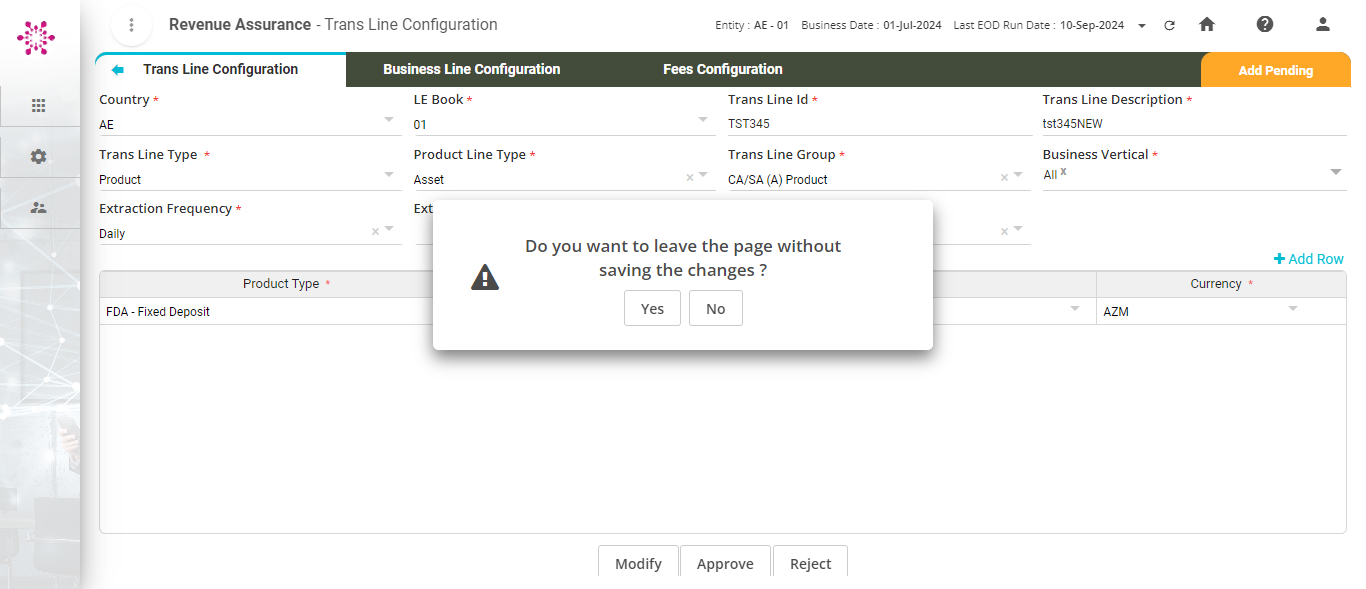 Revenue Assurance - Trans Line Configuration
Entity : AE - 01 Business Date : 01-Jul-2024 Last EOD Run Date : 10-Sep-2024
Trans Line Configuration
Business Line Configuration
Fees Configuration
Add Pending
Country *
LE Book *
Trans Line Id *
Trans Line Description *
AE
01
TST345
tst345NEW
Trans Line Type *
Product Line Type *
Trans Line Group *
Business Vertical *
Product
Asset
CA/SA (A) Product
All x
Extraction Frequency *
Ext
Daily
Do you want to leave the page without
saving the changes ?
Yes
No
+ Add Row
Product Type *
Currency *
FDA - Fixed Deposit
AZM
Modify
Approve
Reject